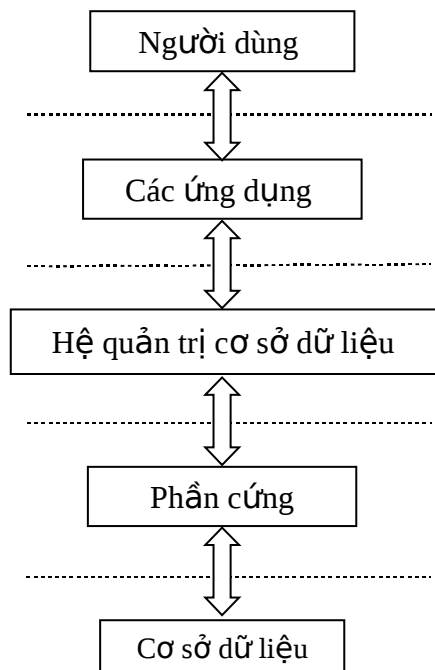 Người dùng
Các ứng dụng
Hệ quản trị cơ sở dữ liệu
Phần cứng
Cơ sở dữ liệu